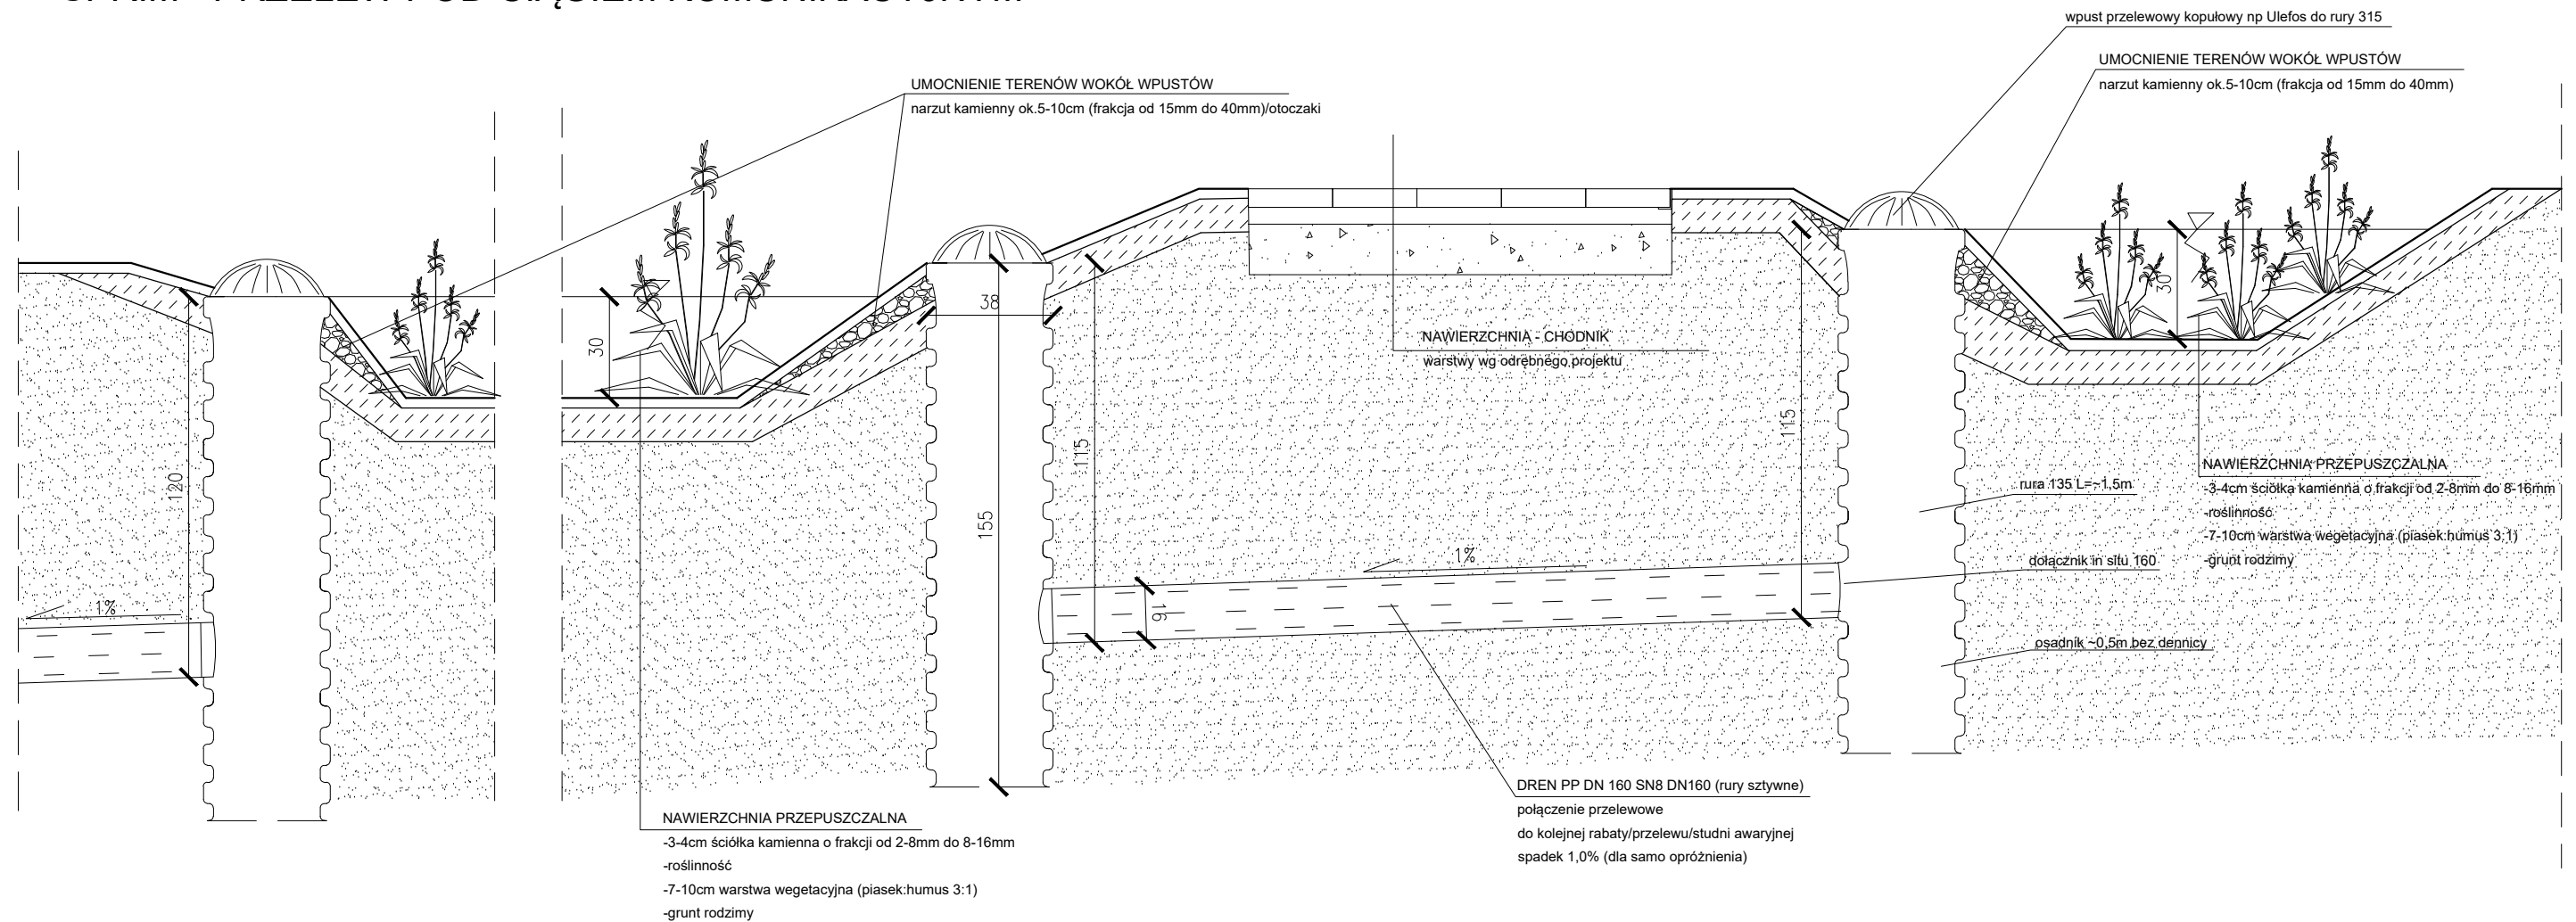 wpust przelewowy kopułowy np Ulefos do rury 315
UMOCNIENIE TERENÓW WOKÓŁ WPUSTÓW
narzut kamienny ok.5-10cm (frakcja od 15mm do 40mm)
UMOCNIENIE TERENÓW WOKÓŁ WPUSTÓW
narzut kamienny ok.5-10cm (frakcja od 15mm do 40mm)/otoczaki
38
30
30
NAWIERZCHNIA - CHODNIK
warstwy wg odrębnego projektu
120
115
155
115
NAWIERZCHNIA PRZEPUSZCZALNA
-3-4cm ściółka kamienna o frakcji od 2-8mm do 8-16mm
-roślinność
-7-10cm warstwa wegetacyjna (piasek:humus 3:1)
-grunt rodzimy
rura 135 L=~1,5m
dołącznik in situ 160
osadnik ~0,5m bez dennicy
1%
1%
16
DREN PP DN 160 SN8 DN160 (rury sztywne)
połączenie przelewowe
do kolejnej rabaty/przelewu/studni awaryjnej
spadek 1,0% (dla samo opróżnienia)
NAWIERZCHNIA PRZEPUSZCZALNA
-3-4cm ściółka kamienna o frakcji od 2-8mm do 8-16mm
-roślinność
-7-10cm warstwa wegetacyjna (piasek:humus 3:1)
-grunt rodzimy